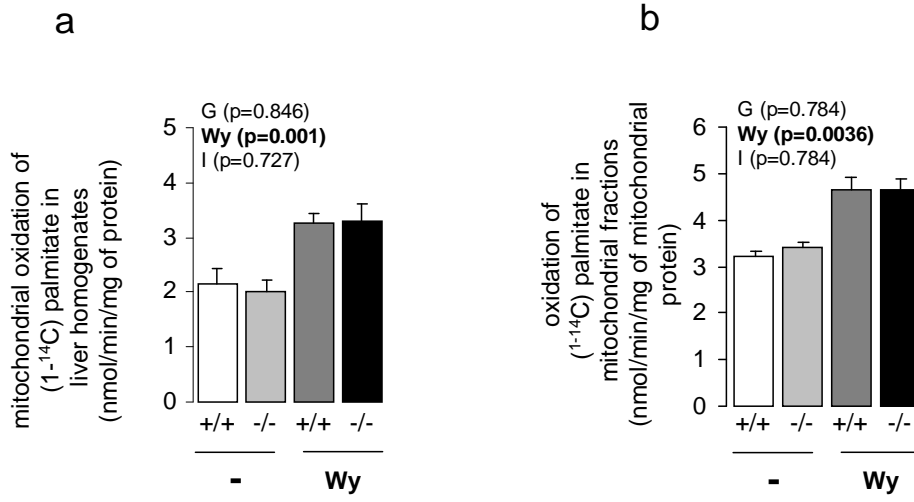 a
mitochondrial oxidation of
(1-¹⁴C) palmitate in
liver homogenates
(nmol/min/mg of protein)
G (p=0.846)
Wy (p=0.001)
I (p=0.727)
5
4
3
2
1
0
+/+ -/- +/+ -/-
- Wy
b
oxidation of
(¹⁻¹⁴C) palmitate in
mitochondrial fractions
(nmol/min/mg of mitochondrial
protein)
G (p=0.784)
Wy (p=0.0036)
I (p=0.784)
6
5
4
3
2
1
0
+/+ -/- +/+ -/-
- Wy